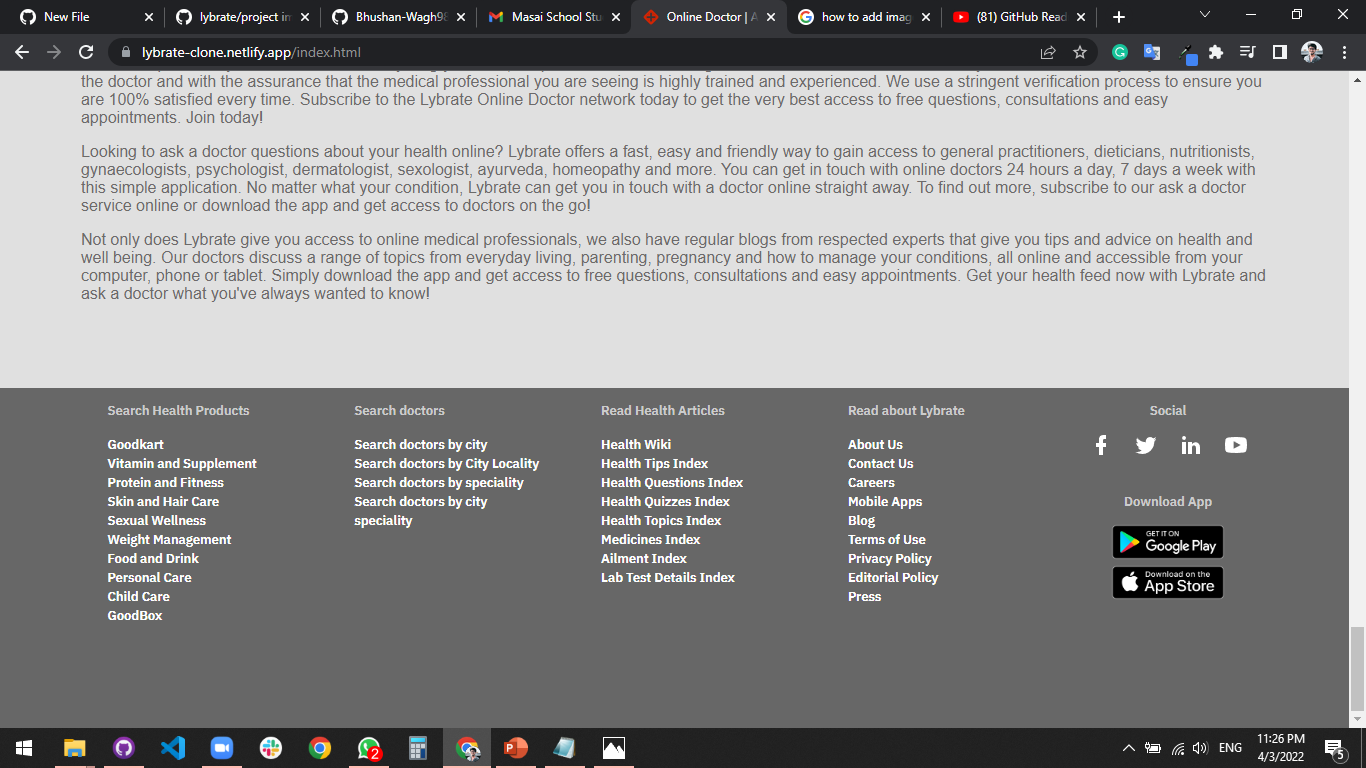 New File
lybrate/project im
Bhushan-Wagh98
Masai School Stu
Online Doctor | A
how to add imag
(81) GitHub Read
lybrate-clone.netlify.app/index.html
the doctor and with the assurance that the medical professional you are seeing is highly trained and experienced. We use a stringent verification process to ensure you
are 100% satisfied every time. Subscribe to the Lybrate Online Doctor network today to get the very best access to free questions, consultations and easy
appointments. Join today!
Looking to ask a doctor questions about your health online? Lybrate offers a fast, easy and friendly way to gain access to general practitioners, dieticians, nutritionists,
gynaecologists, psychologist, dermatologist, sexologist, ayurveda, homeopathy and more. You can get in touch with online doctors 24 hours a day, 7 days a week with
this simple application. No matter what your condition, Lybrate can get you in touch with a doctor online straight away. To find out more, subscribe to our ask a doctor
service online or download the app and get access to doctors on the go!
Not only does Lybrate give you access to online medical professionals, we also have regular blogs from respected experts that give you tips and advice on health and
well being. Our doctors discuss a range of topics from everyday living, parenting, pregnancy and how to manage your conditions, all online and accessible from your
computer, phone or tablet. Simply download the app and get access to free questions, consultations and easy appointments. Get your health feed now with Lybrate and
ask a doctor what you've always wanted to know!
Search Health Products
Goodkart
Vitamin and Supplement
Protein and Fitness
Skin and Hair Care
Sexual Wellness
Weight Management
Food and Drink
Personal Care
Child Care
GoodBox
Search doctors
Search doctors by city
Search doctors by City Locality
Search doctors by speciality
Search doctors by city
speciality
Read Health Articles
Health Wiki
Health Tips Index
Health Questions Index
Health Quizzes Index
Health Topics Index
Medicines Index
Ailment Index
Lab Test Details Index
Read about Lybrate
About Us
Contact Us
Careers
Mobile Apps
Blog
Terms of Use
Privacy Policy
Editorial Policy
Press
Social
Download App
GET IT ON
Google Play
Download on the
App Store
2
ENG
11:26 PM
4/3/2022
5